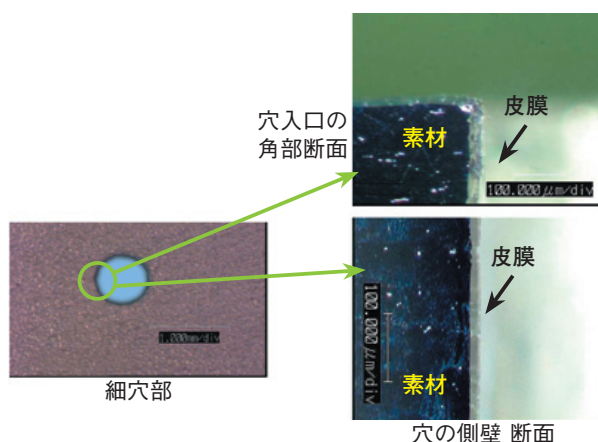 穴入口の
角部断面
素材
皮膜
100.000μm/div
1.000mm/div
細穴部
皮膜
100.000μm/div
素材
穴の側壁 断面